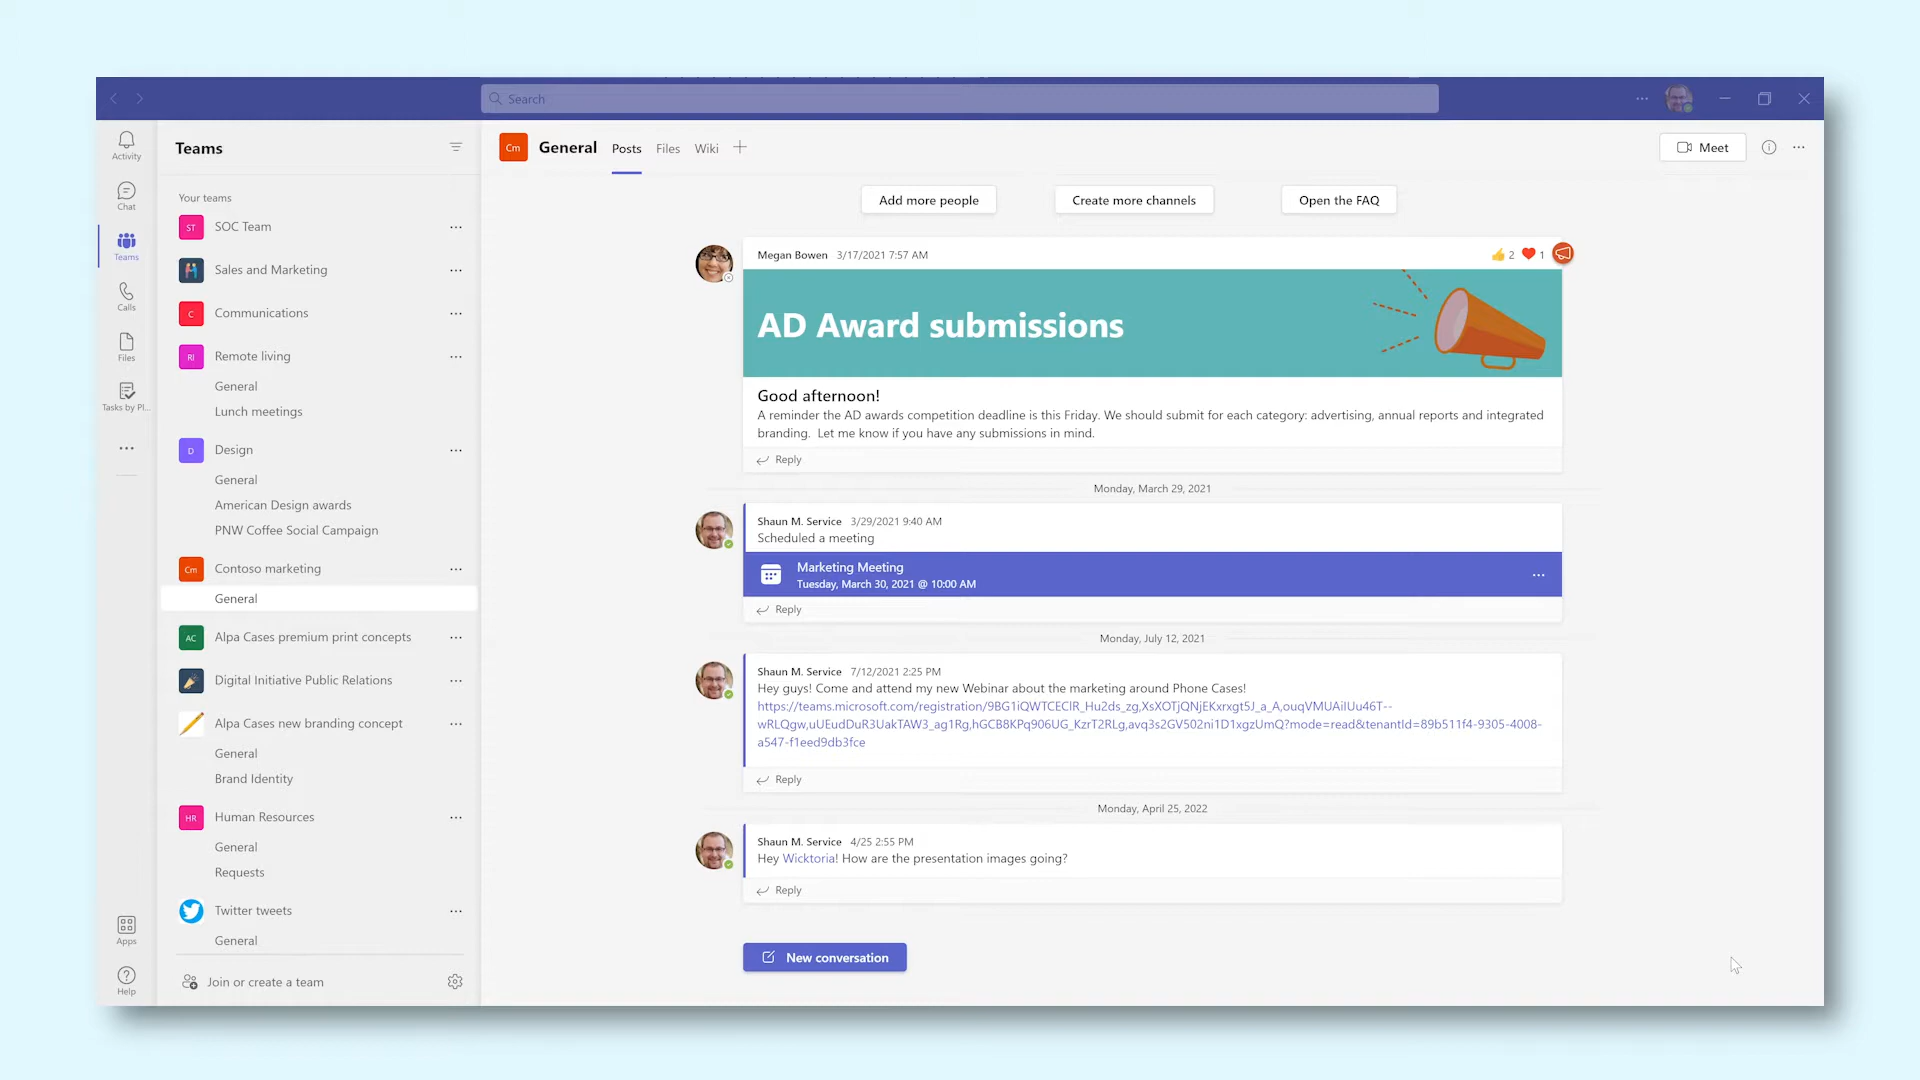 Search
Activity
Chat
Teams
Calls
Files
Tasks by Pl...
Apps
Help
Teams
Your teams
ST SOC Team
Sales and Marketing
C Communications
Rl Remote living
General
Lunch meetings
D Design
General
American Design awards
PNW Coffee Social Campaign
Cm Contoso marketing
General
AC Alpa Cases premium print concepts
Digital Initiative Public Relations
Alpa Cases new branding concept
General
Brand Identity
HR Human Resources
General
Requests
Twitter tweets
General
Join or create a team
Cm General Posts Files Wiki
Meet
Add more people Create more channels Open the FAQ
Megan Bowen 3/17/2021 7:57 AM 2 1
AD Award submissions
Good afternoon!
A reminder the AD awards competition deadline is this Friday. We should submit for each category: advertising, annual reports and integrated
branding. Let me know if you have any submissions in mind.
Reply
Monday, March 29, 2021
Shaun M. Service 3/29/2021 9:40 AM
Scheduled a meeting
Marketing Meeting
Tuesday, March 30, 2021 @ 10:00 AM
Reply
Monday, July 12, 2021
Shaun M. Service 7/12/2021 2:25 PM
Hey guys! Come and attend my new Webinar about the marketing around Phone Cases!
https://teams.microsoft.com/registration/9BG1iQWTCEClR_Hu2ds_zg,XsXOTjQNjEKxrxgt5J_a_A,ouqVMUAilUu46T--
wRLQgw,uUEudDuR3UakTAW3_ag1Rg,hGCB8KPq906UG_KzrT2RLg,avq3s2GV502ni1D1xgzUmQ?mode=read&tenantId=89b511f4-9305-4008-
a547-f1eed9db3fce
Reply
Monday, April 25, 2022
Shaun M. Service 4/25 2:55 PM
Hey Wicktoria! How are the presentation images going?
Reply
New conversation